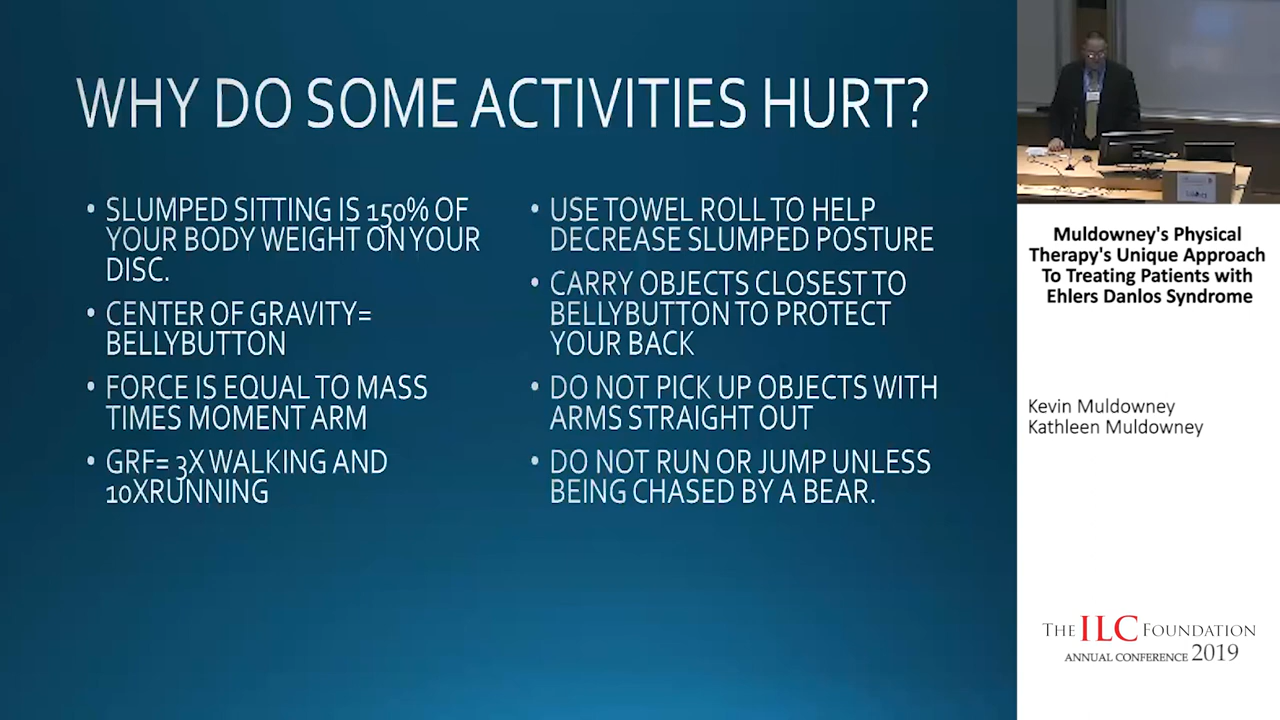 WHY DO SOME ACTIVITIES HURT?
• SLUMPED SITTING IS 150% OF
YOUR BODY WEIGHT ON YOUR
DISC.
• CENTER OF GRAVITY=
BELLYBUTTON
• FORCE IS EQUAL TO MASS
TIMES MOMENT ARM
• GRF= 3X WALKING AND
10XRUNNING
• USE TOWEL ROLL TO HELP
DECREASE SLUMPED POSTURE
• CARRY OBJECTS CLOSEST TO
BELLYBUTTON TO PROTECT
YOUR BACK
• DO NOT PICK UP OBJECTS WITH
ARMS STRAIGHT OUT
• DO NOT RUN OR JUMP UNLESS
BEING CHASED BY A BEAR.
Muldowney's Physical
Therapy's Unique Approach
To Treating Patients with
Ehlers Danlos Syndrome
Kevin Muldowney
Kathleen Muldowney
THE ILC FOUNDATION
ANNUAL CONFERENCE 2019